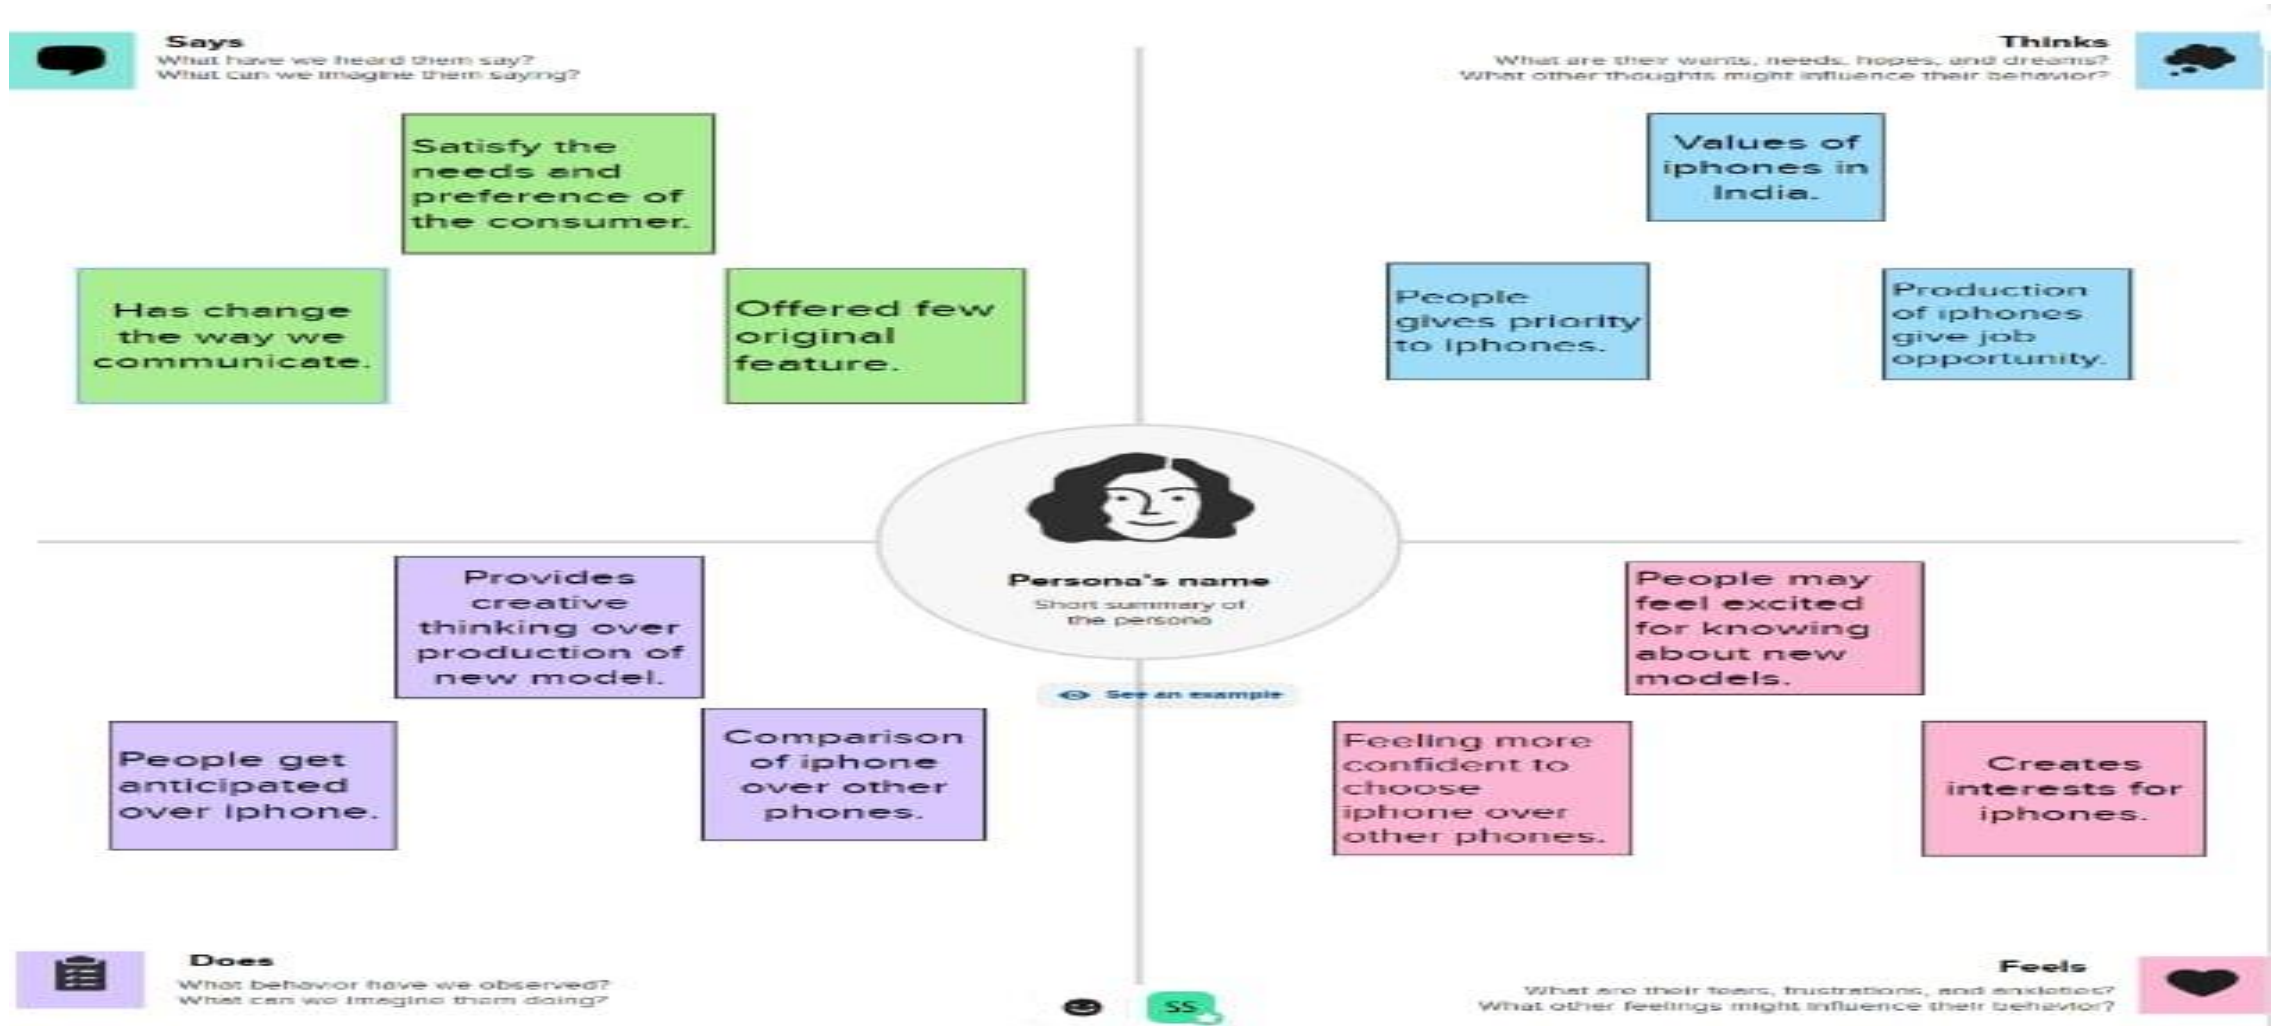 Says
What have we heard them say?
What can we imagine them saying?
Thinks
What are their wants, needs, hopes, and dreams?
What other thoughts might influence their behavior?
Satisfy the
needs and
preference of
the consumer.
Has change
the way we
communicate.
Offered few
original
feature.
Values of
iphones in
India.
People
gives priority
to iphones.
Production
of iphones
give job
opportunity.
Persona's name
Short summary of
the persona
See an example
Provides
creative
thinking over
production of
new model.
People get
anticipated
over iphone.
Comparison
of iphone
over other
phones.
People may
feel excited
for knowing
about new
models.
Feeling more
confident to
choose
iphone over
other phones.
Creates
interests for
iphones.
Does
What behavior have we observed?
What can we imagine them doing?
Feels
What are their fears, frustrations, and anxieties?
What other feelings might influence their behavior?
SS